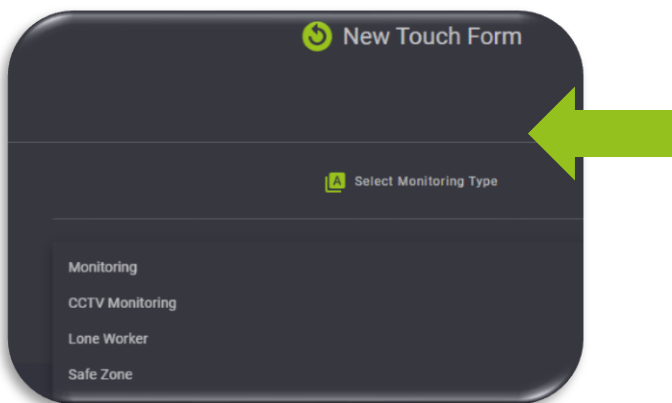 New Touch Form
A Select Monitoring Type
Monitoring
CCTV Monitoring
Lone Worker
Safe Zone